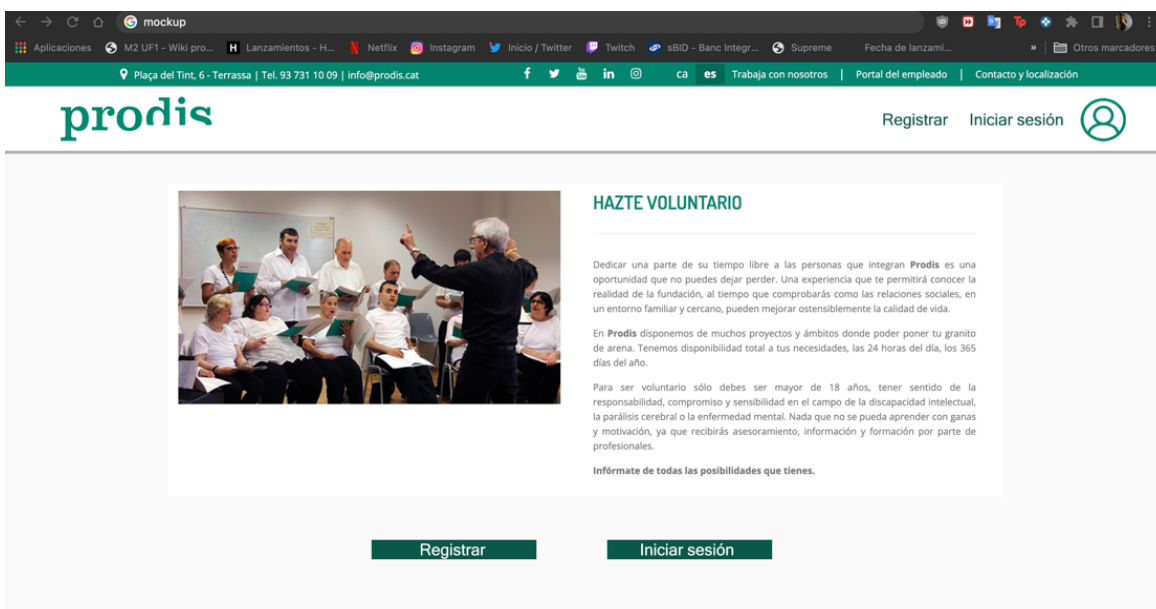 mockup
Aplicaciones M2 UF1 - Wiki pro... H Lanzamientos - H... Netflix Instagram Inicio / Twitter Twitch sBID - Banc Integr... Supreme Fecha de lanzami... » Otros marcadores
Plaça del Tint, 6 - Terrassa | Tel. 93 731 10 09 | info@prodis.cat ca es Trabaja con nosotros | Portal del empleado | Contacto y localización
prodis Registrar Iniciar sesión
HAZTE VOLUNTARIO
Dedicar una parte de su tiempo libre a las personas que integran Prodis es una
oportunidad que no puedes dejar perder. Una experiencia que te permitirá conocer la
realidad de la fundación, al tiempo que comprobarás como las relaciones sociales, en
un entorno familiar y cercano, pueden mejorar ostensiblemente la calidad de vida.
En Prodis disponemos de muchos proyectos y ámbitos donde poder poner tu granito
de arena. Tenemos disponibilidad total a tus necesidades, las 24 horas del día, los 365
días del año.
Para ser voluntario sólo debes ser mayor de 18 años, tener sentido de la
responsabilidad, compromiso y sensibilidad en el campo de la discapacidad intelectual,
la parálisis cerebral o la enfermedad mental. Nada que no se pueda aprender con ganas
y motivación, ya que recibirás asesoramiento, información y formación por parte de
profesionales.
Infórmate de todas las posibilidades que tienes.
Registrar Iniciar sesión